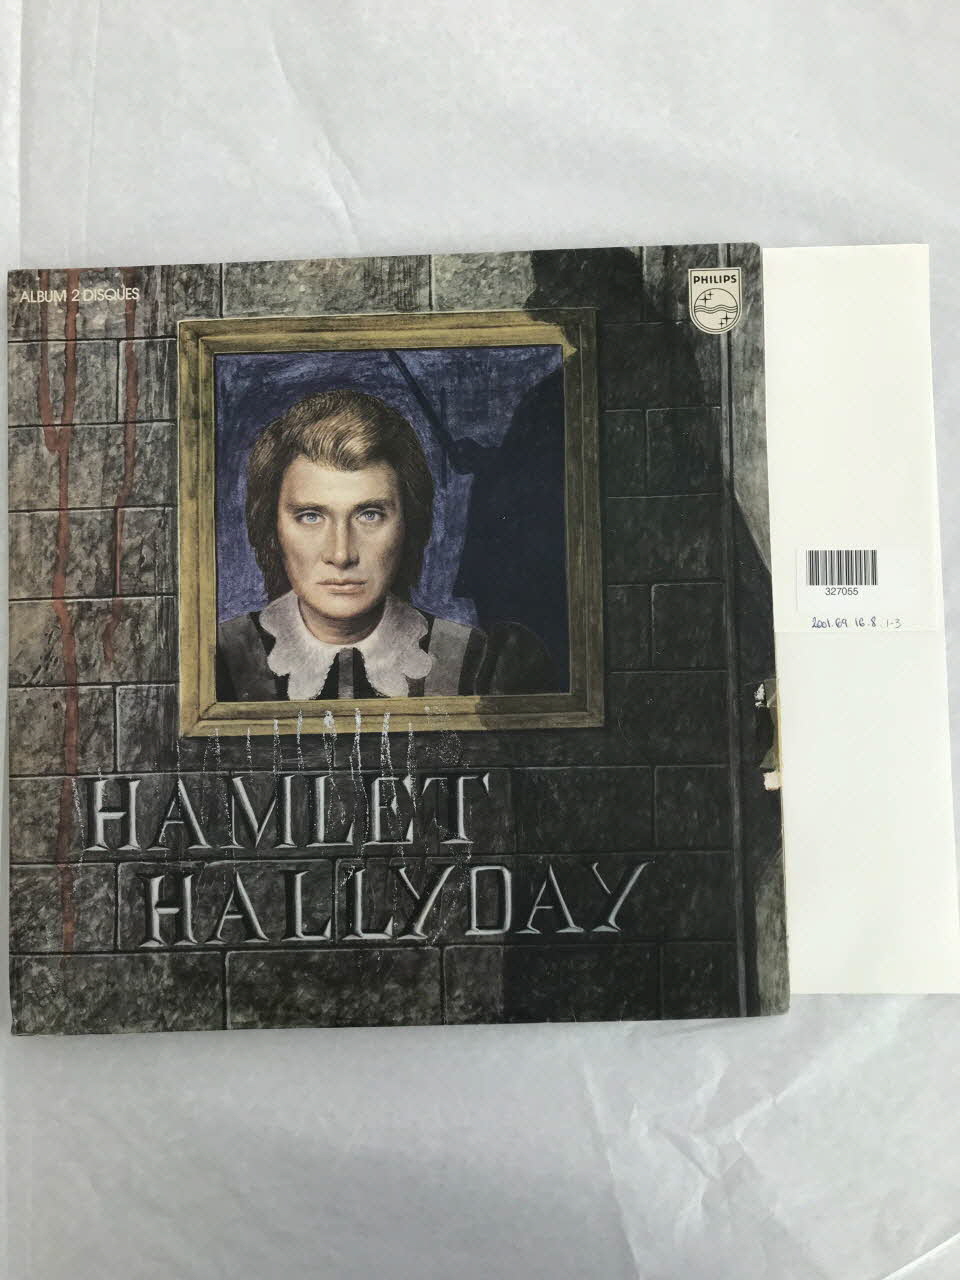 ALBUM 2 DISQUES
PHILIPS
HAMLET
HALLYDAY
327055
2001.69.16.8.1-3